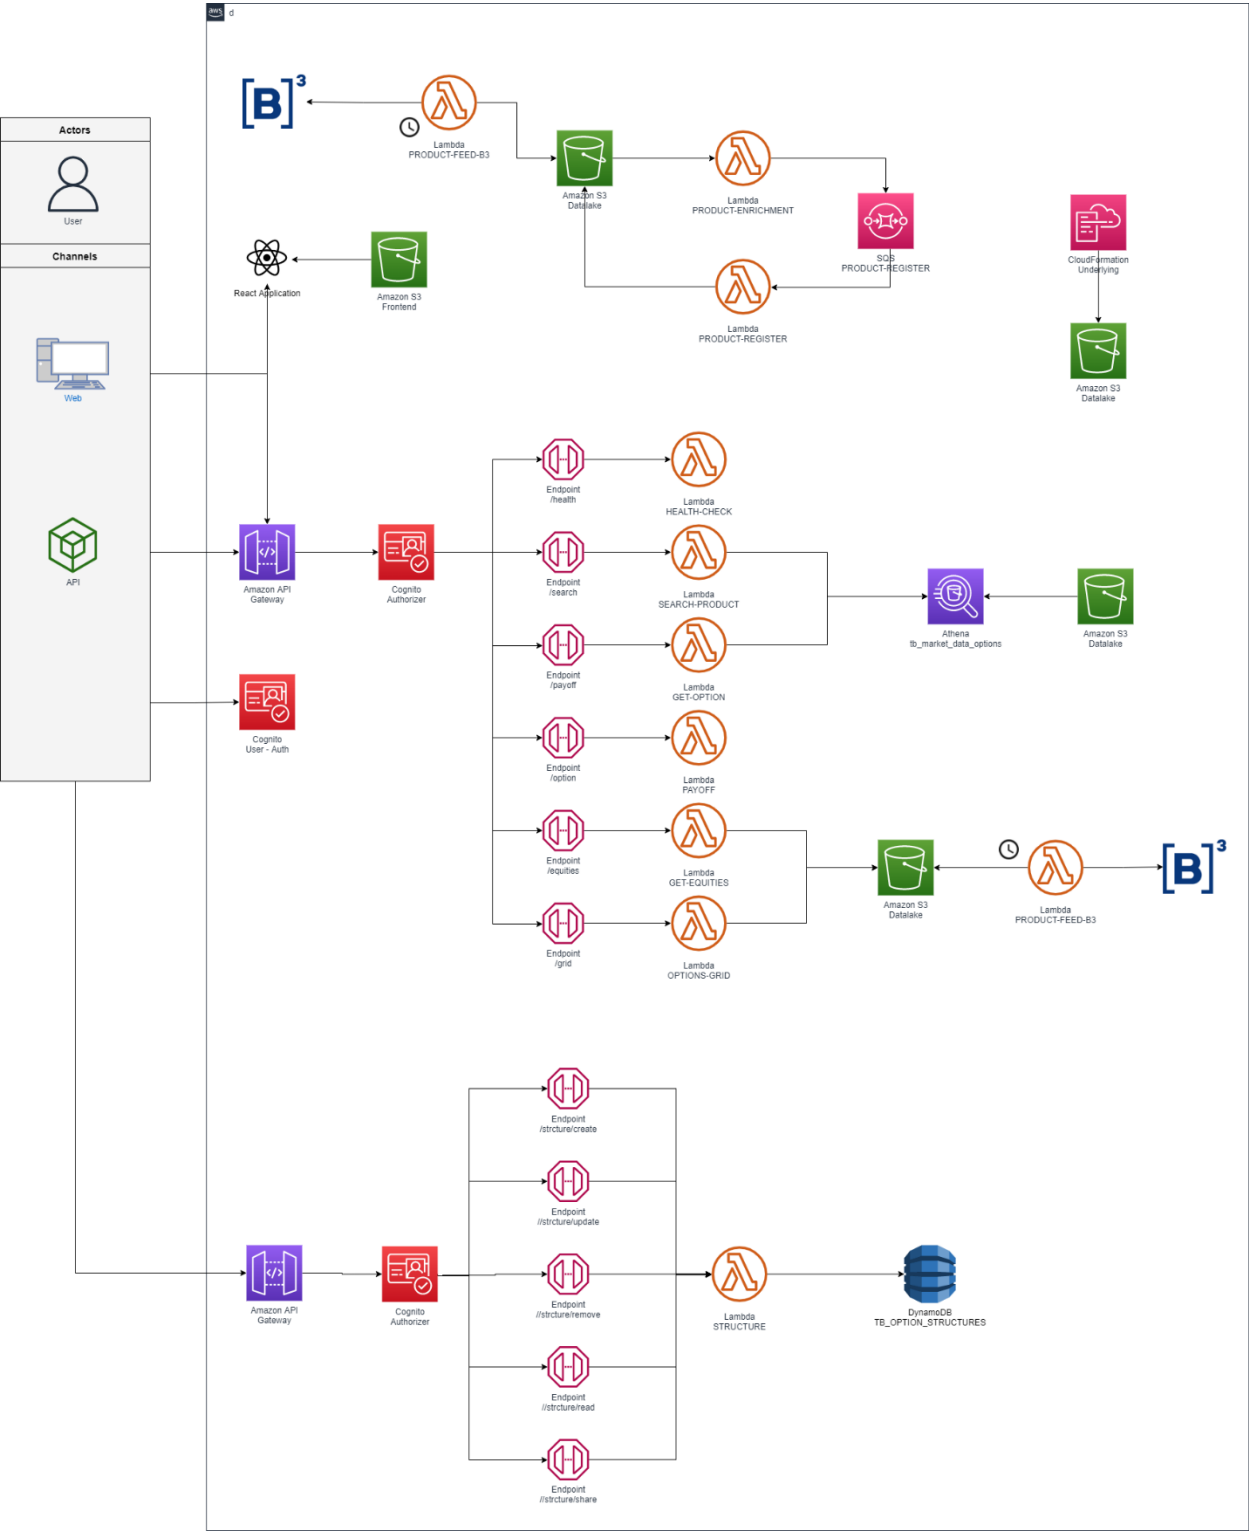 aws
d
Actors
User
Channels
Web
API
[B]³
Lambda
PRODUCT-FEED-B3
Amazon S3
Datalake
Lambda
PRODUCT-ENRICHMENT
SQS
PRODUCT-REGISTER
Lambda
PRODUCT-REGISTER
CloudFormation
Underlying
Amazon S3
Datalake
React Application
Amazon S3
Frontend
Amazon API
Gateway
Cognito
Authorizer
Cognito
User - Auth
Endpoint
/health
Lambda
HEALTH-CHECK
Endpoint
/search
Lambda
SEARCH-PRODUCT
Endpoint
/payoff
Lambda
GET-OPTION
Endpoint
/option
Lambda
PAYOFF
Endpoint
/equities
Lambda
GET-EQUITIES
Endpoint
/grid
Lambda
OPTIONS-GRID
Athena
tb_market_data_options
Amazon S3
Datalake
Amazon S3
Datalake
Lambda
PRODUCT-FEED-B3
[B]³
Amazon API
Gateway
Cognito
Authorizer
Endpoint
/strcture/create
Endpoint
//strcture/update
Endpoint
//strcture/remove
Endpoint
//strcture/read
Endpoint
//strcture/share
Lambda
STRUCTURE
DynamoDB
TB_OPTION_STRUCTURES